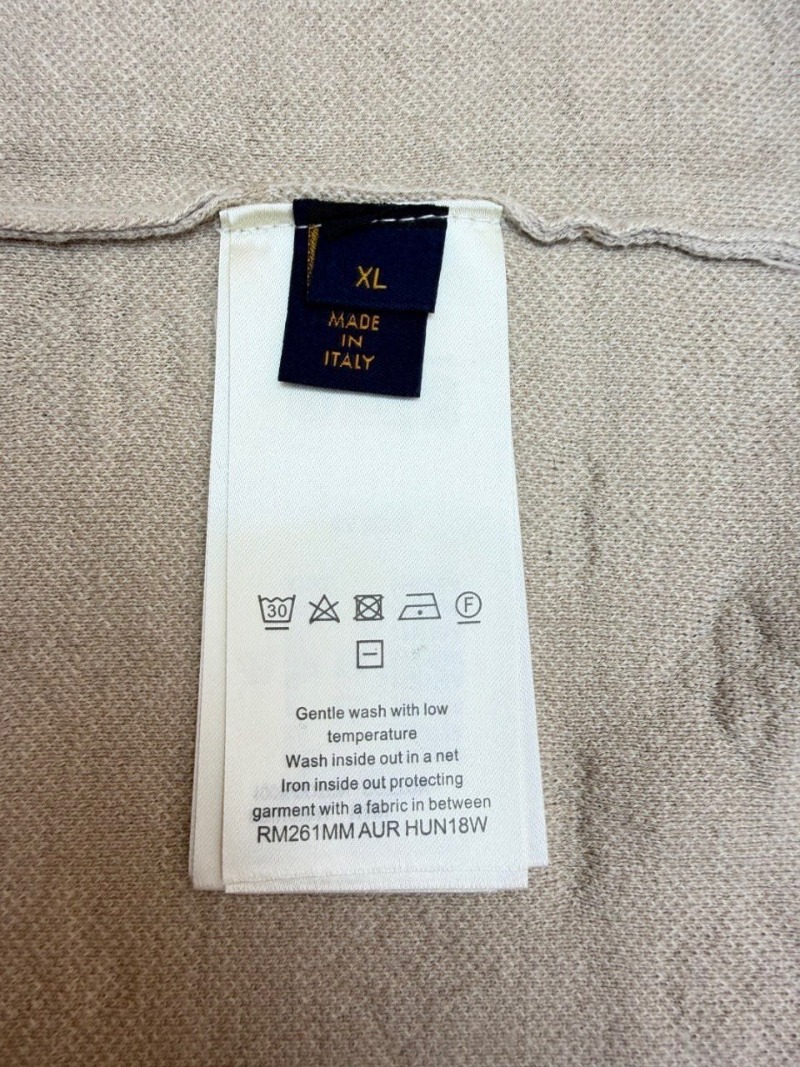 XL
MADE
IN
ITALY
30
F
Gentle wash with low
temperature
Wash inside out in a net
Iron inside out protecting
garment with a fabric in between
RM261MM AUR HUN18W